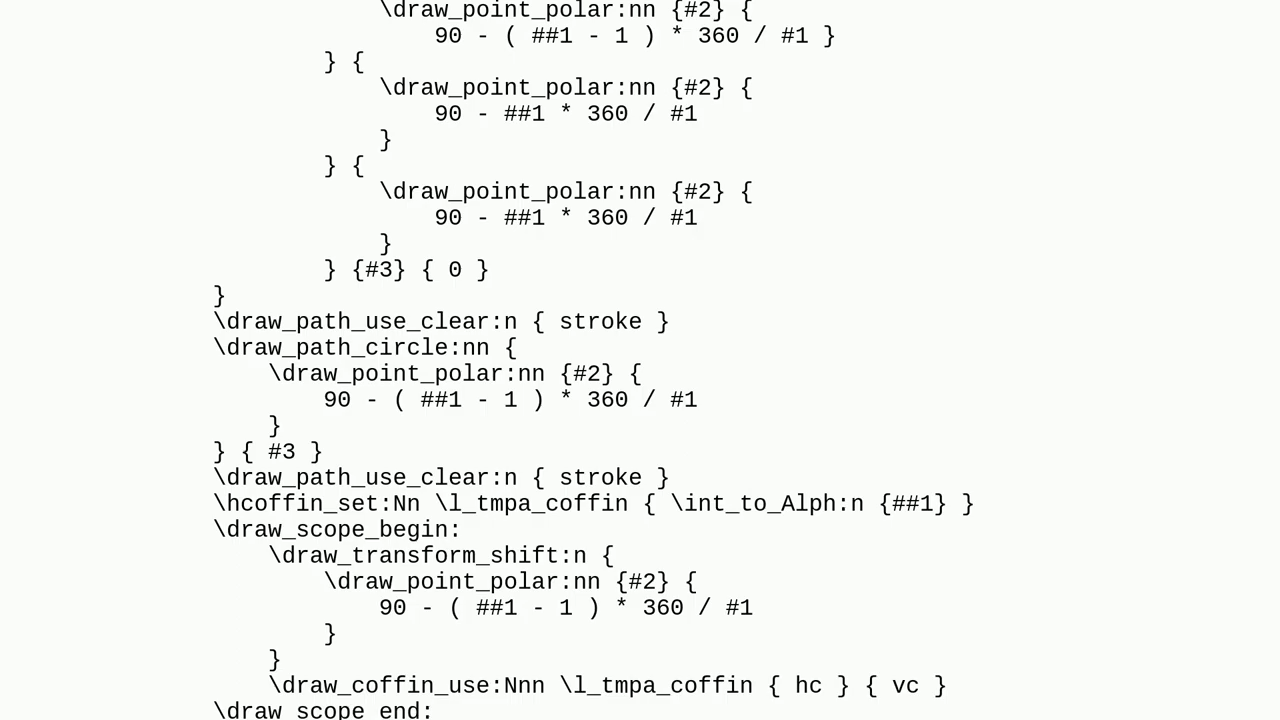 \draw_point_polar:nn {#2} {
90 - ( ##1 - 1 ) * 360 / #1 }
} {
\draw_point_polar:nn {#2} {
90 - ##1 * 360 / #1
}
} {
\draw_point_polar:nn {#2} {
90 - ##1 * 360 / #1
}
} {#3} { 0 }
}
\draw_path_use_clear:n { stroke }
\draw_path_circle:nn {
\draw_point_polar:nn {#2} {
90 - ( ##1 - 1 ) * 360 / #1
}
} { #3 }
\draw_path_use_clear:n { stroke }
\hcoffin_set:Nn \l_tmpa_coffin { \int_to_Alph:n {##1} }
\draw_scope_begin:
\draw_transform_shift:n {
\draw_point_polar:nn {#2} {
90 - ( ##1 - 1 ) * 360 / #1
}
}
\draw_coffin_use:Nnn \l_tmpa_coffin { hc } { vc }
\draw_scope_end: